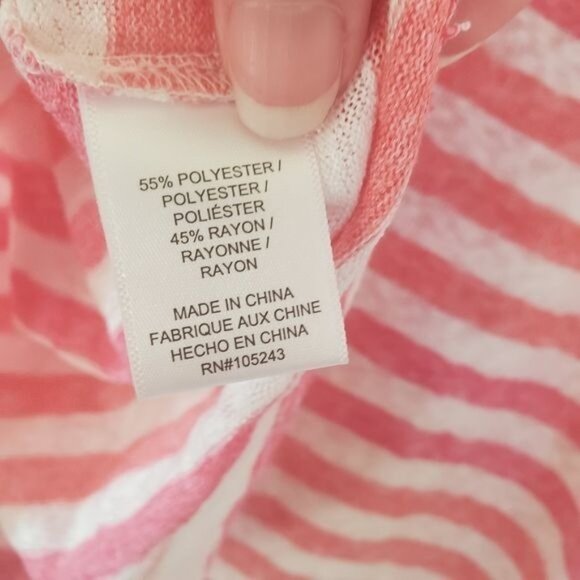 55% POLYESTER /
POLYESTER /
POLIÉSTER
45% RAYON /
RAYONNE /
RAYON
MADE IN CHINA
FABRIQUE AUX CHINE
HECHO EN CHINA
RN#105243